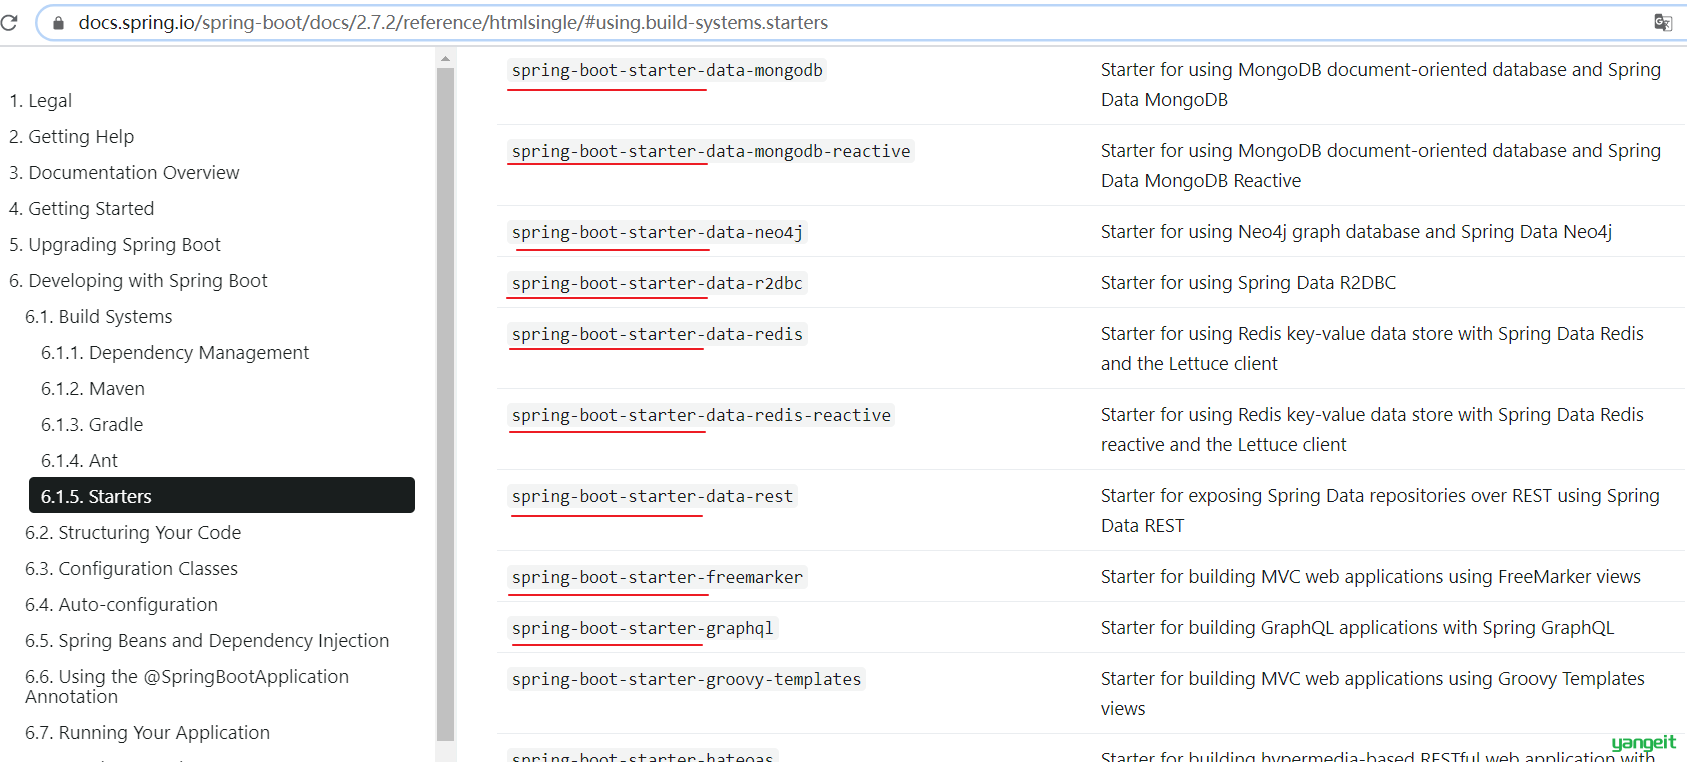 docs.spring.io/spring-boot/docs/2.7.2/reference/htmlsingle/#using.build-systems.starters
1. Legal
2. Getting Help
3. Documentation Overview
4. Getting Started
5. Upgrading Spring Boot
6. Developing with Spring Boot
6.1. Build Systems
6.1.1. Dependency Management
6.1.2. Maven
6.1.3. Gradle
6.1.4. Ant
6.1.5. Starters
6.2. Structuring Your Code
6.3. Configuration Classes
6.4. Auto-configuration
6.5. Spring Beans and Dependency Injection
6.6. Using the @SpringBootApplication
Annotation
6.7. Running Your Application
spring-boot-starter-data-mongodb
Starter for using MongoDB document-oriented database and Spring
Data MongoDB
spring-boot-starter-data-mongodb-reactive
Starter for using MongoDB document-oriented database and Spring
Data MongoDB Reactive
spring-boot-starter-data-neo4j
Starter for using Neo4j graph database and Spring Data Neo4j
spring-boot-starter-data-r2dbc
Starter for using Spring Data R2DBC
spring-boot-starter-data-redis
Starter for using Redis key-value data store with Spring Data Redis
and the Lettuce client
spring-boot-starter-data-redis-reactive
Starter for using Redis key-value data store with Spring Data Redis
reactive and the Lettuce client
spring-boot-starter-data-rest
Starter for exposing Spring Data repositories over REST using Spring
Data REST
spring-boot-starter-freemarker
Starter for building MVC web applications using FreeMarker views
spring-boot-starter-graphql
Starter for building GraphQL applications with Spring GraphQL
spring-boot-starter-groovy-templates
Starter for building MVC web applications using Groovy Templates
views
spring-boot-starter-hateoas
Starter for building hypermedia-based RESTful web application with
yangeit